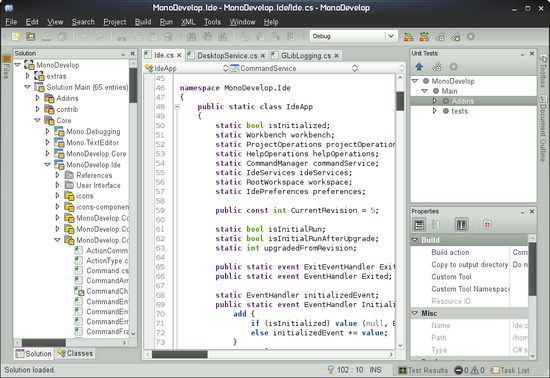 MonoDevelop.Ide - MonoDevelop.Ide/Ide.cs - MonoDevelop
File Edit View Search Project Build Run XML Tools Window Help
Debug
Solution
MonoDevelop
extras
Solution Main (65 entries)
Addins
contrib
Core
Mono.Debugging
Mono.TextEditor
MonoDevelop.Core
MonoDevelop.Ide
References
User Interface
icons
icons-component
MonoDevelop.Co
MonoDevelop.Co
MonoDevelop.Co
ActionComm
ActionType.c
Command.cs
CommandArr
CommandCh
CommandEn
CommandEn
CommandEn
CommandFra
Solution Classes
Files
Ide.cs DesktopService.cs GLibLogging.cs
IdeApp CommandService
45
46 namespace MonoDevelop.Ide
47 {
48 public static class IdeApp
49 {
50 static bool isInitialized;
51 static Workbench workbench;
52 static ProjectOperations projectOperation
53 static HelpOperations helpOperations;
54 static CommandManager commandService;
55 static IdeServices ideServices;
56 static RootWorkspace workspace;
57 static IdePreferences preferences;
58
59 public const int CurrentRevision = 5;
60
61 static bool isInitialRun;
62 static bool isInitialRunAfterUpgrade;
63 static int upgradedFromRevision;
64
65 public static event ExitEventHandler Exit
66 public static event EventHandler Exited;
67
68 static EventHandler initializedEvent;
69 public static event EventHandler Initiali
70 add {
71 if (isInitialized) value (null, E
72 else initializedEvent += value;
73 }
Unit Tests
MonoDevelop
Main
Addins
tests
Properties
Build
Build action Com
Copy to output directory Do n
Custom Tool
Custom Tool Namespace
Resource ID
Misc
Name Ide.c
Path /hom
Type C# s
Toolbox
Document Outline
Solution loaded.
102 : 10 INS
Test Results 0 0 Task List